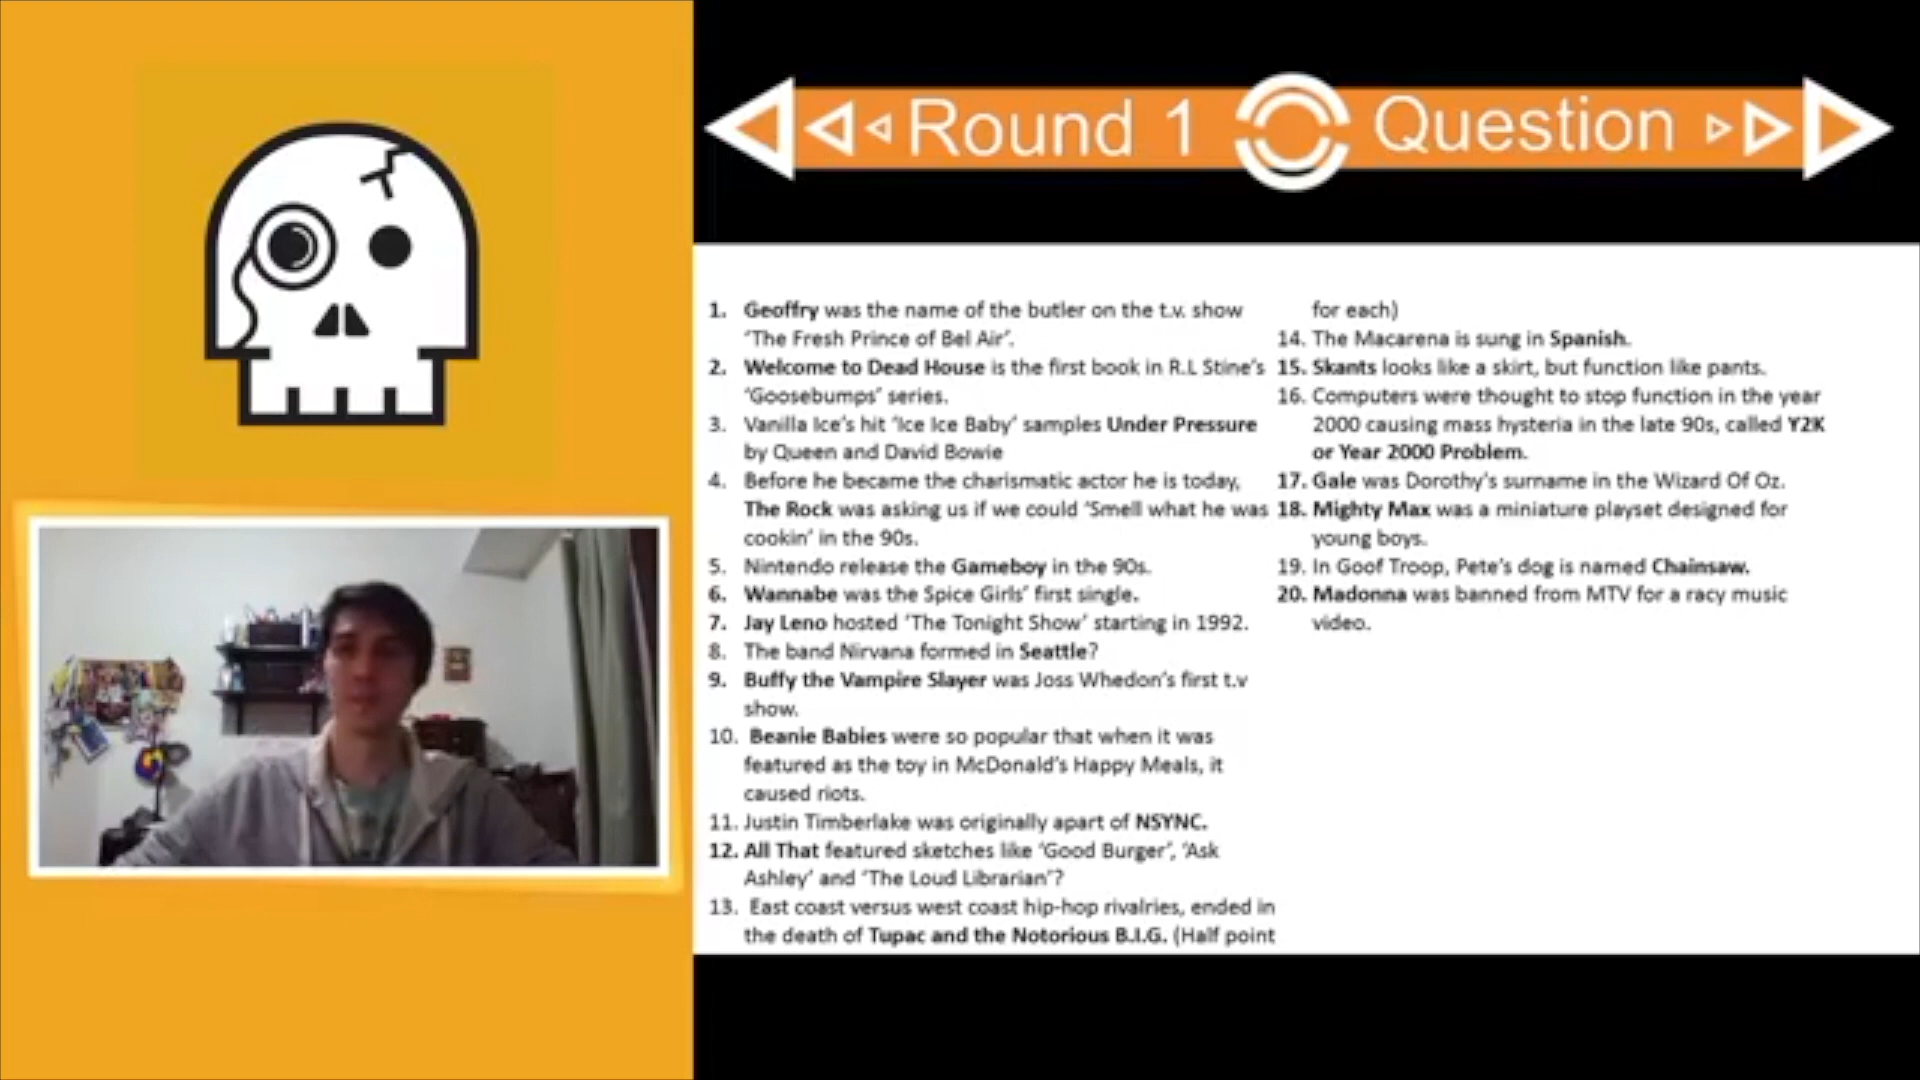 Round 1 Question
1. Geoffry was the name of the butler on the t.v. show
‘The Fresh Prince of Bel Air’.
2. Welcome to Dead House is the first book in R.L Stine’s
‘Goosebumps’ series.
3. Vanilla Ice’s hit ‘Ice Ice Baby’ samples Under Pressure
by Queen and David Bowie
4. Before he became the charismatic actor he is today,
The Rock was asking us if we could ‘Smell what he was
cookin’ in the 90s.
5. Nintendo release the Gameboy in the 90s.
6. Wannabe was the Spice Girls’ first single.
7. Jay Leno hosted ‘The Tonight Show’ starting in 1992.
8. The band Nirvana formed in Seattle?
9. Buffy the Vampire Slayer was Joss Whedon’s first t.v
show.
10. Beanie Babies were so popular that when it was
featured as the toy in McDonald’s Happy Meals, it
caused riots.
11. Justin Timberlake was originally apart of NSYNC.
12. All That featured sketches like ‘Good Burger’, ‘Ask
Ashley’ and ‘The Loud Librarian’?
13. East coast versus west coast hip-hop rivalries, ended in
the death of Tupac and the Notorious B.I.G. (Half point
for each)
14. The Macarena is sung in Spanish.
15. Skants looks like a skirt, but function like pants.
16. Computers were thought to stop function in the year
2000 causing mass hysteria in the late 90s, called Y2K
or Year 2000 Problem.
17. Gale was Dorothy’s surname in the Wizard Of Oz.
18. Mighty Max was a miniature playset designed for
young boys.
19. In Goof Troop, Pete’s dog is named Chainsaw.
20. Madonna was banned from MTV for a racy music
video.